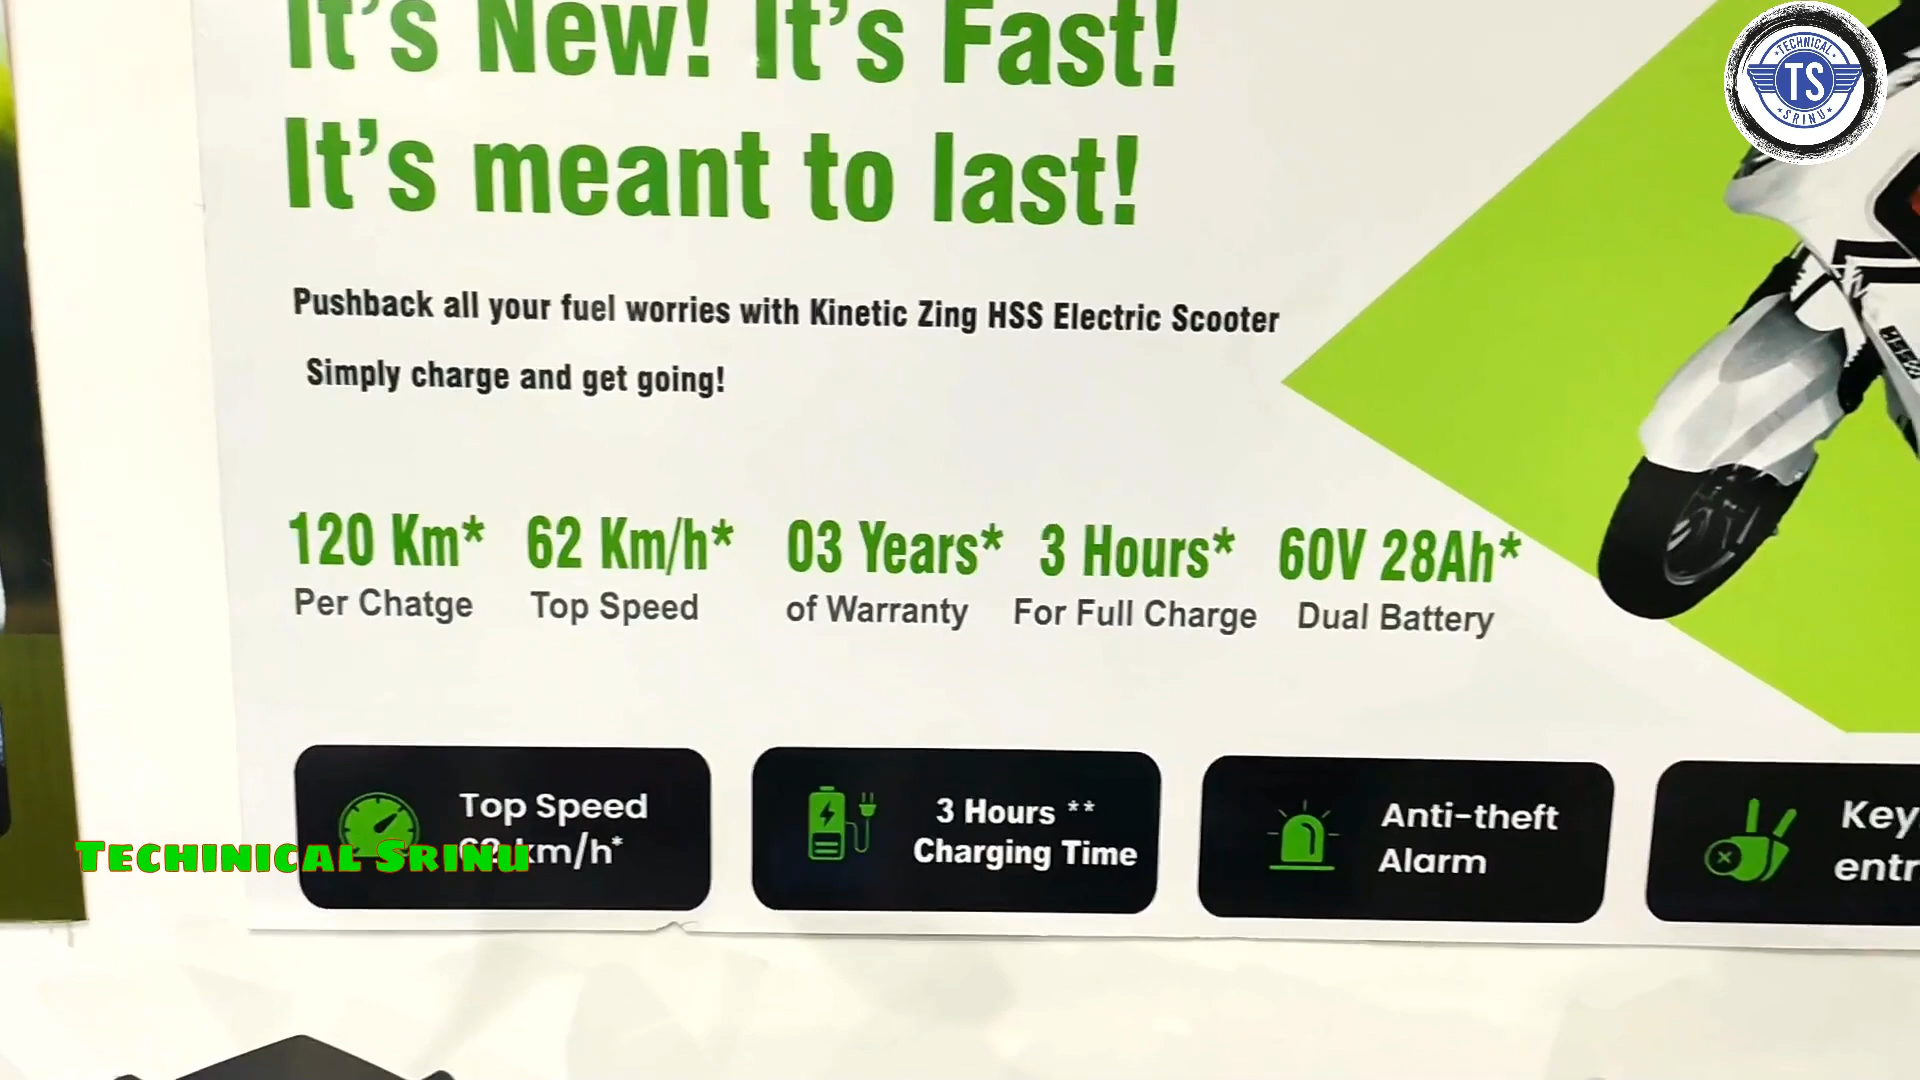 It's New! It's Fast!
It's meant to last!
Pushback all your fuel worries with Kinetic Zing HSS Electric Scooter
Simply charge and get going!
120 Km* 62 Km/h* 03 Years* 3 Hours* 60V 28Ah*
Per Chatge Top Speed of Warranty For Full Charge Dual Battery
Top Speed
62 km/h*
3 Hours **
Charging Time
Anti-theft
Alarm
Key
entr
TECHINICAL SRINU
TECHNICAL
TS
SRINU